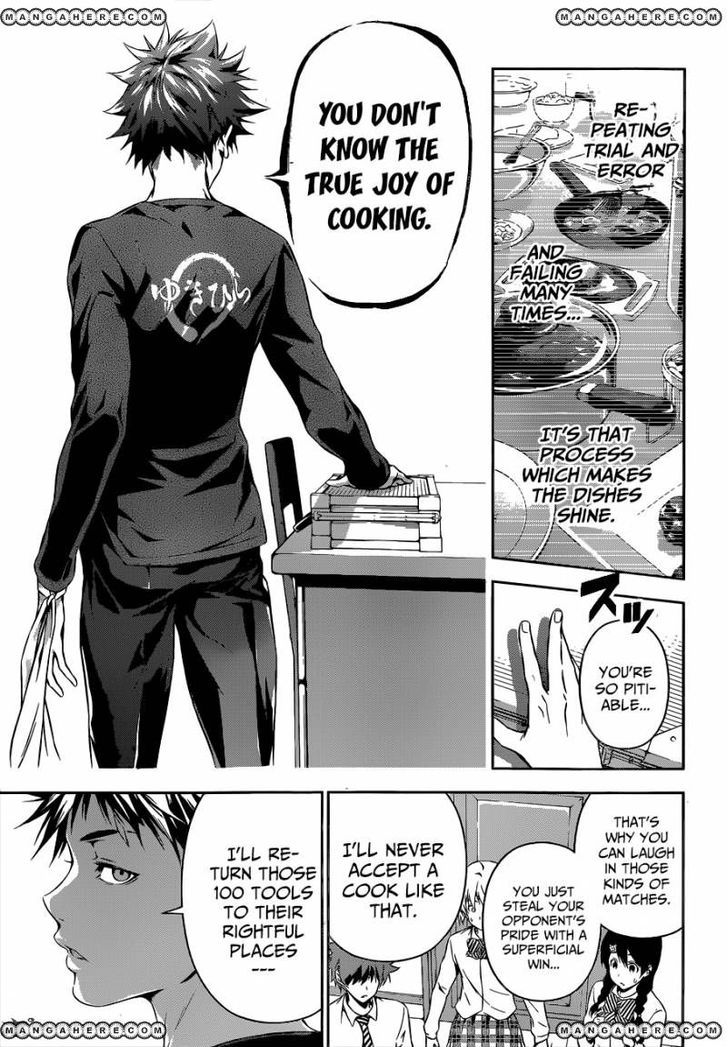 MANGAHERE.COM
MANGAHERE.COM
RE-
PEATING
TRIAL AND
ERROR
AND
FAILING
MANY
TIMES...
IT'S THAT
PROCESS
WHICH MAKES
THE DISHES
SHINE.
YOU DON'T
KNOW THE
TRUE JOY OF
COOKING.
ゆきひら
スッ
YOU'RE
SO PITI-
ABLE...
THAT'S
WHY YOU
CAN LAUGH
IN THOSE
KINDS OF
MATCHES.
YOU JUST
STEAL YOUR
OPPONENT'S
PRIDE WITH A
SUPERFICIAL
WIN...
I'LL NEVER
ACCEPT A
COOK LIKE
THAT.
I'LL RE-
TURN THOSE
100 TOOLS
TO THEIR
RIGHTFUL
PLACES
---
MANGAHERE.COM
MANGAHERE.COM